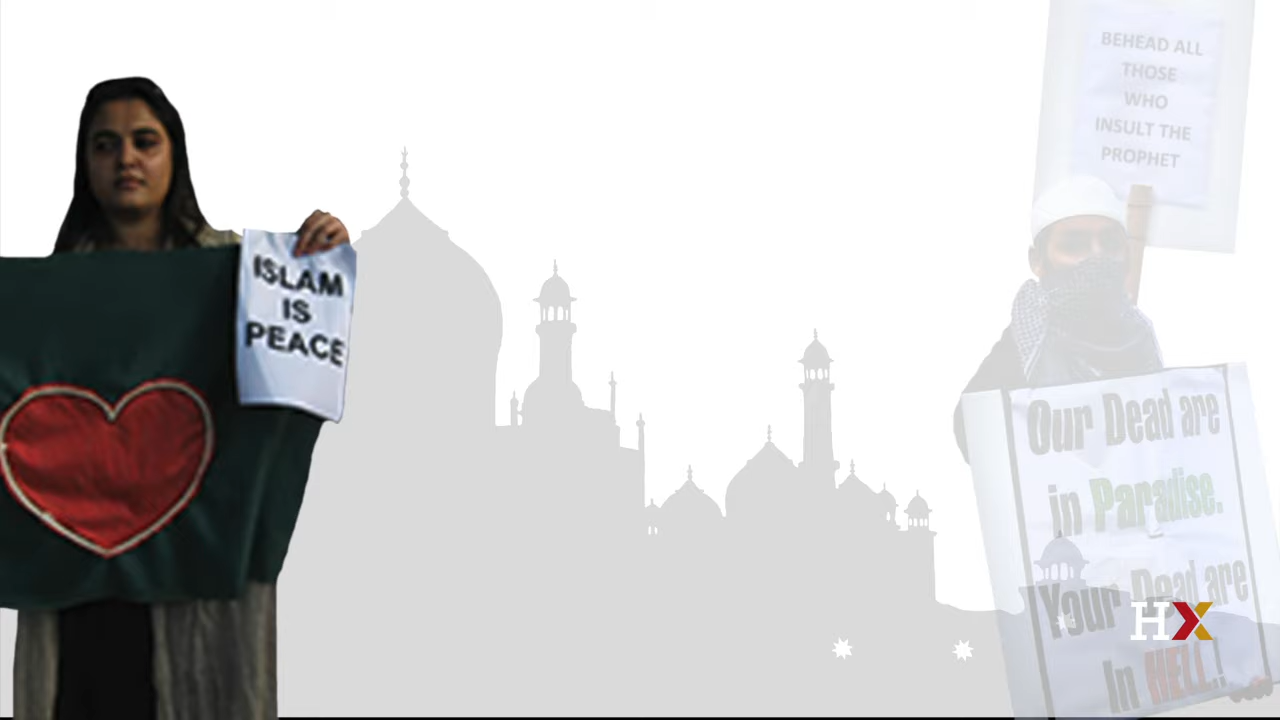 ISLAM
IS
PEACE
BEHEAD ALL
THOSE
WHO
INSULT THE
PROPHET
Our Dead are
in Paradise.
Your Dead are
In HELL!
HX